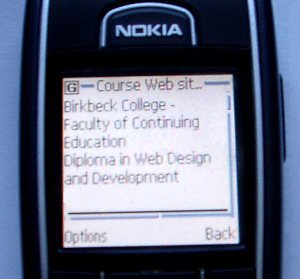 NOKIA
G Course Web sit...
Birkbeck College -
Faculty of Continuing
Education
Diploma in Web Design
and Development
Options Back